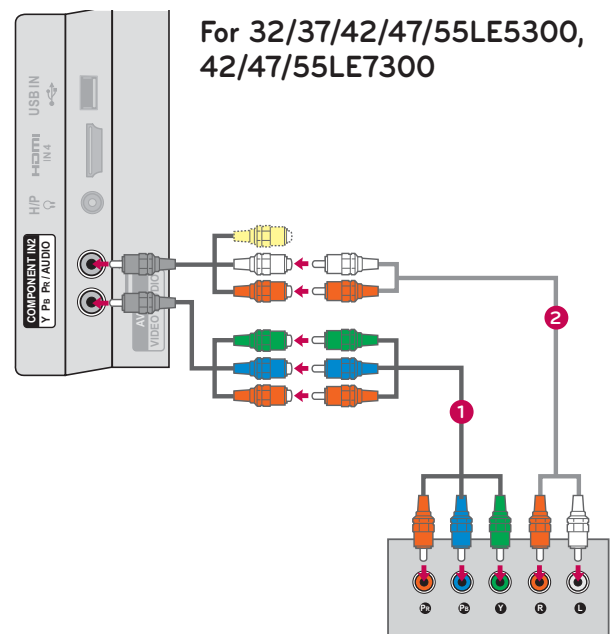 For 32/37/42/47/55LE5300,
42/47/55LE7300
USB IN
HDMI
IN 4
H/P
COMPONENT IN2
Y PB PR / AUDIO
VIDEO
2
1
PR PB Y R L